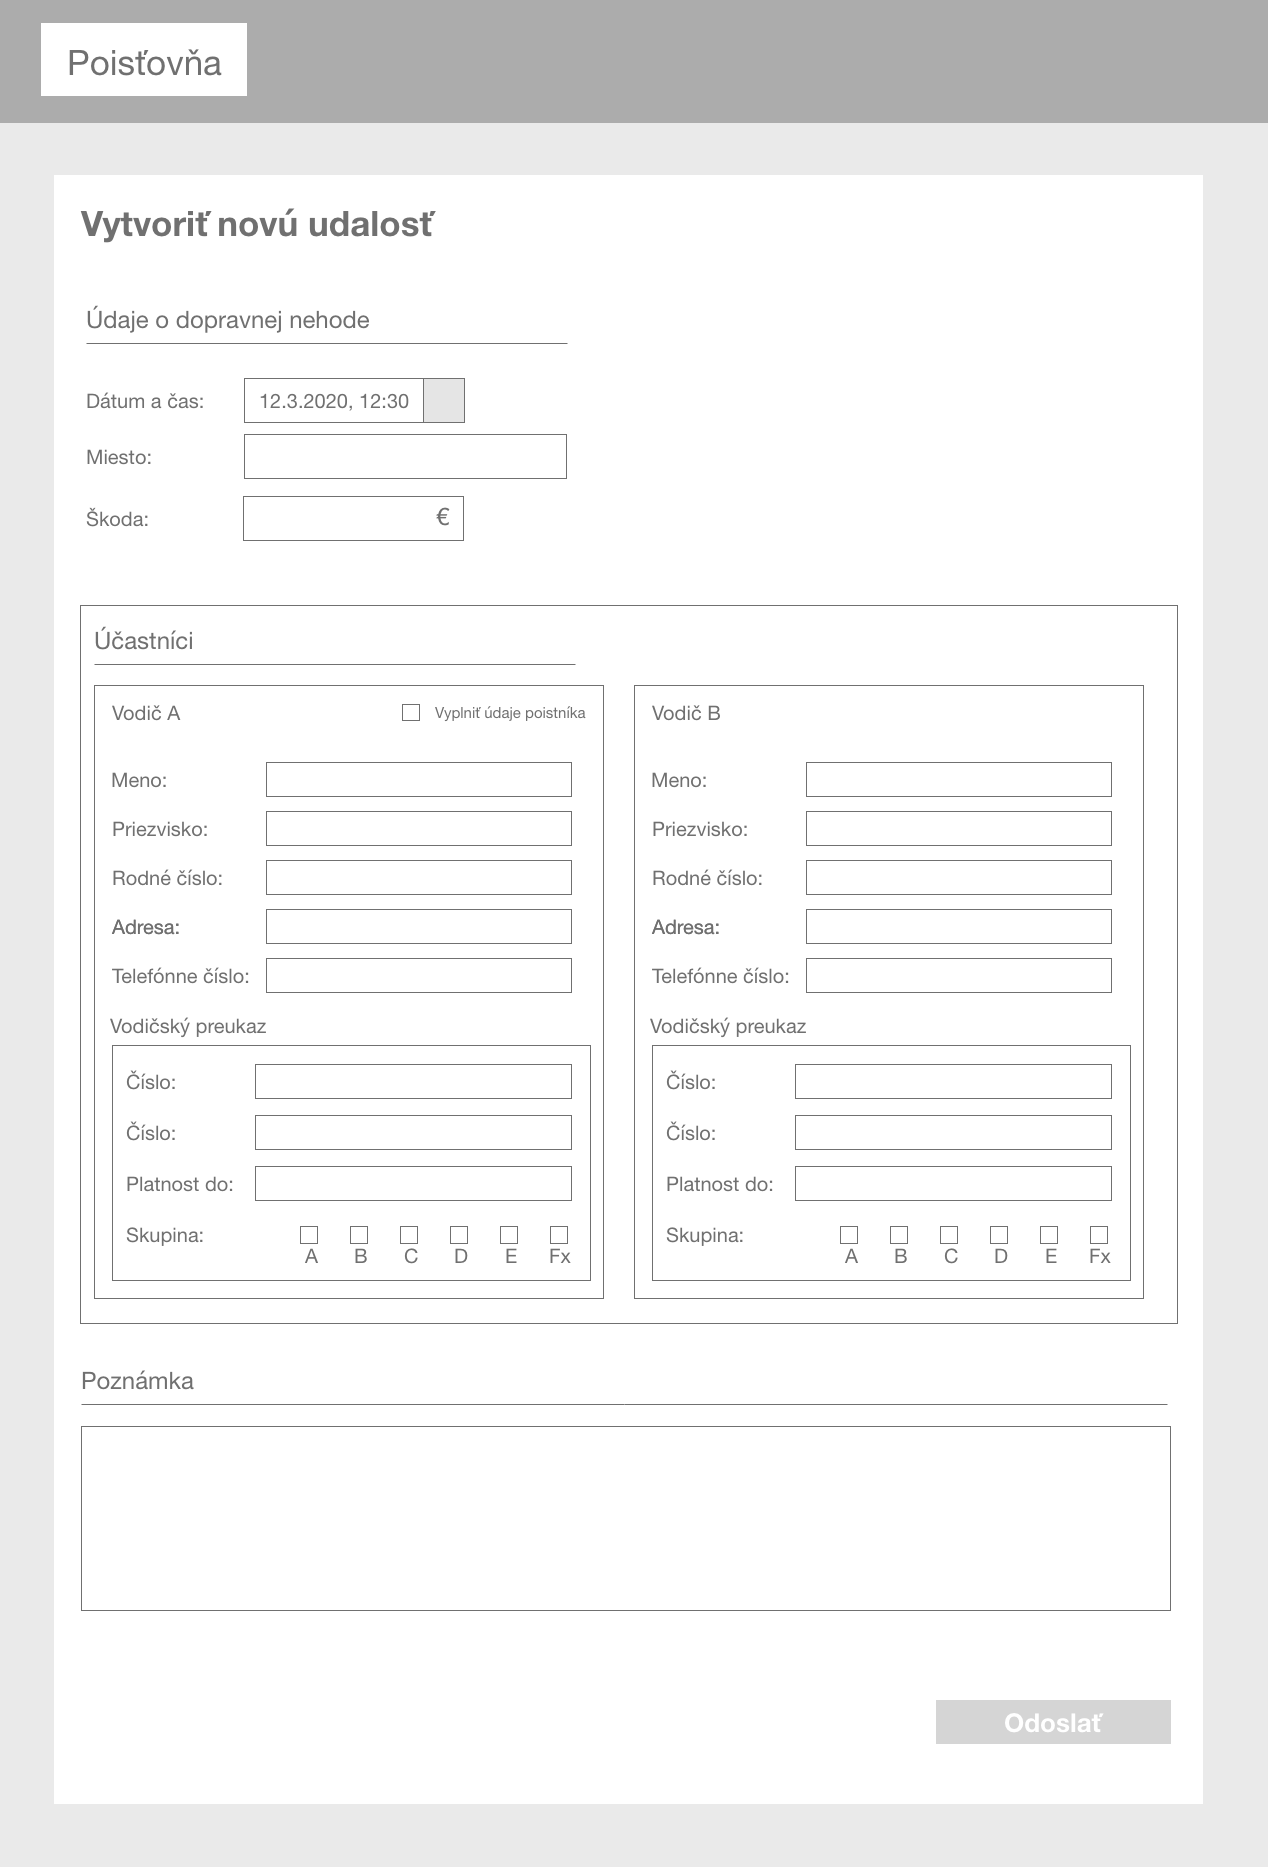 Poisťovňa
Vytvoriť novú udalosť
Údaje o dopravnej nehode
Dátum a čas: 12.3.2020, 12:30
Miesto:
Škoda: €
Účastníci
Vodič A Vyplniť údaje poistníka
Meno:
Priezvisko:
Rodné číslo:
Adresa:
Telefónne číslo:
Vodičský preukaz
Číslo:
Číslo:
Platnost do:
Skupina:
A B C D E Fx
Vodič B
Meno:
Priezvisko:
Rodné číslo:
Adresa:
Telefónne číslo:
Vodičský preukaz
Číslo:
Číslo:
Platnost do:
Skupina:
A B C D E Fx
Poznámka
Odoslať